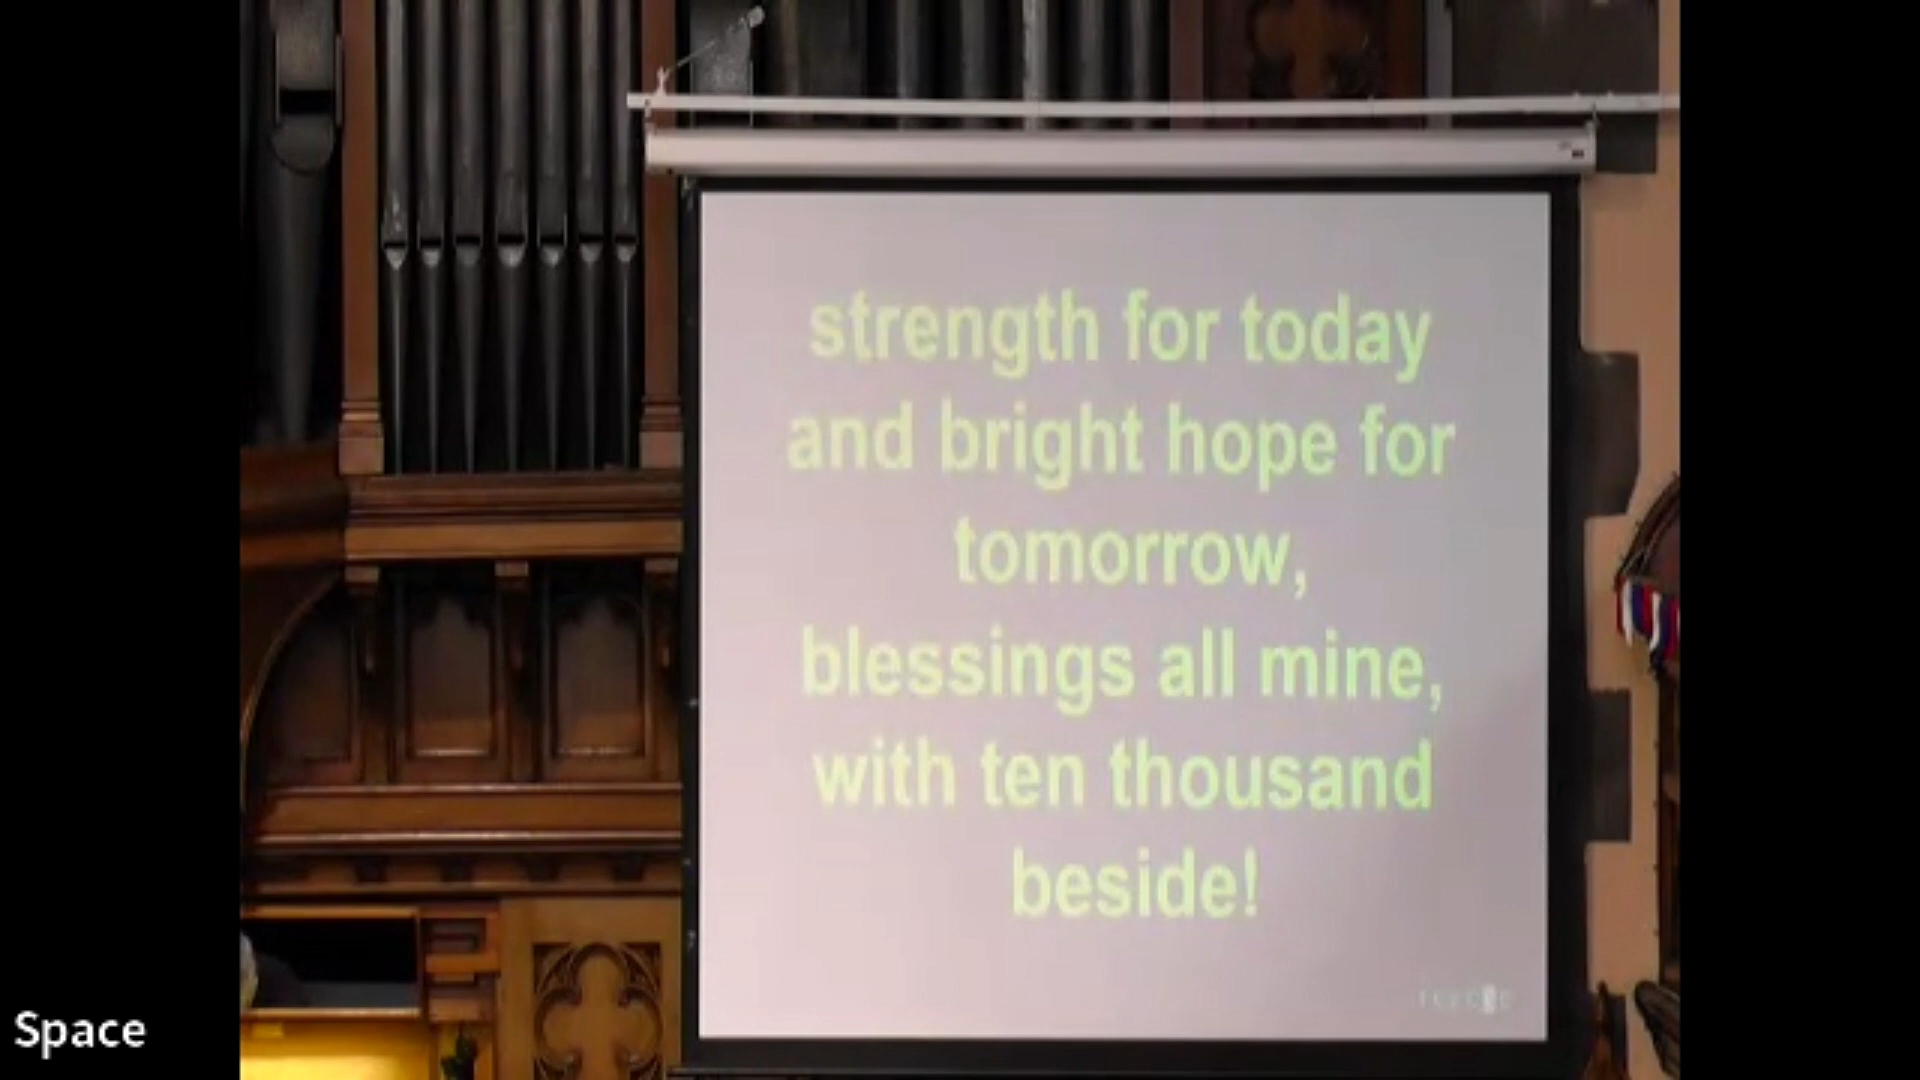 strength for today
and bright hope for
tomorrow,
blessings all mine,
with ten thousand
beside!
Space